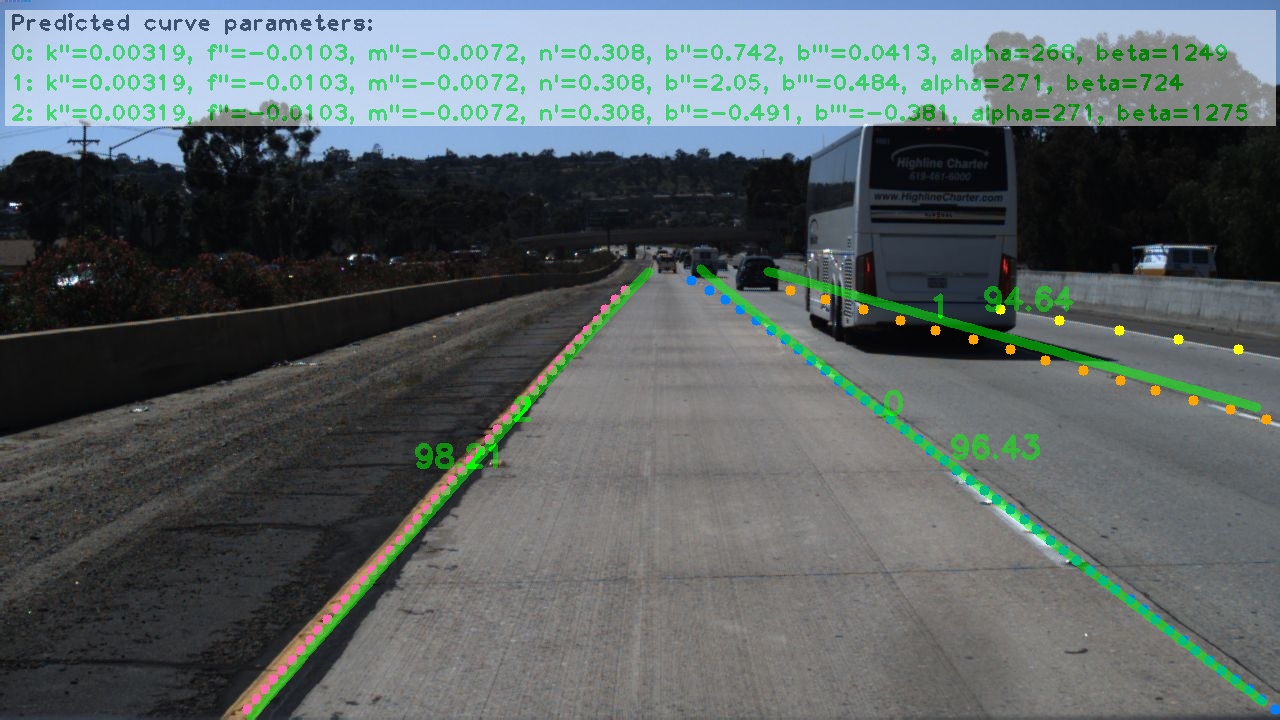 Predicted curve parameters:
0: k''=0.00319, f''=-0.0103, m''=-0.0072, n'=0.308, b''=0.742, b'''=0.0413, alpha=268, beta=1249
1: k''=0.00319, f''=-0.0103, m''=-0.0072, n'=0.308, b''=2.05, b'''=0.484, alpha=271, beta=724
2: k''=0.00319, f''=-0.0103, m''=-0.0072, n'=0.308, b''=-0.491, b'''=-0.381, alpha=271, beta=1275
Highline Charter
619-461-6000
www.HighlineCharter.com
1
94.64
0
2
96.43
98.21